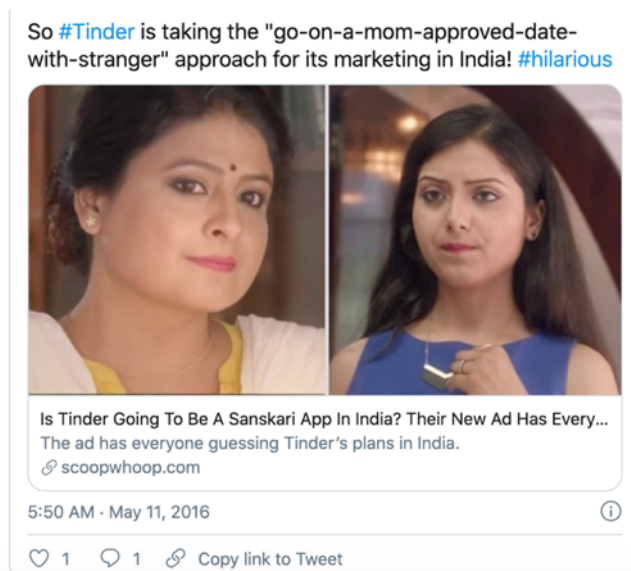 So #Tinder is taking the "go-on-a-mom-approved-date-
with-stranger" approach for its marketing in India! #hilarious
Is Tinder Going To Be A Sanskari App In India? Their New Ad Has Every...
The ad has everyone guessing Tinder's plans in India.
scoopwhoop.com
5:50 AM · May 11, 2016
1 1 Copy link to Tweet